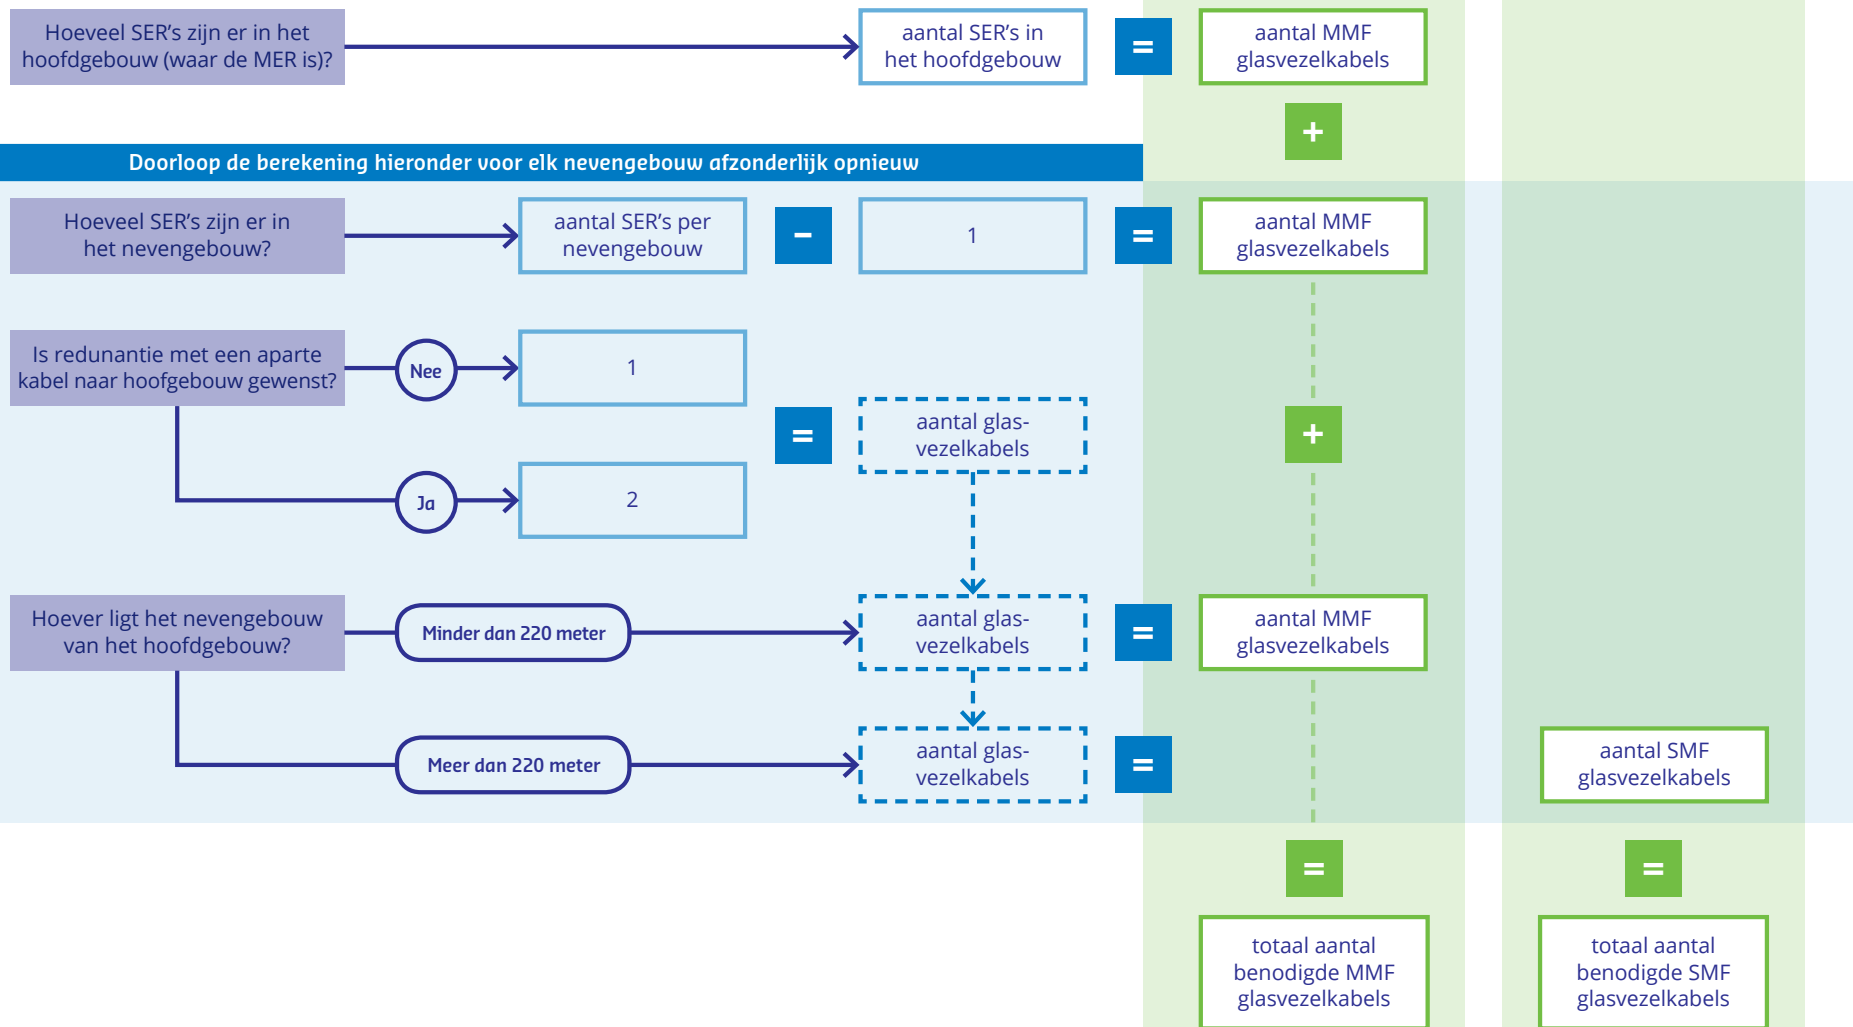 Hoeveel SER's zijn er in het
hoofdgebouw (waar de MER is)?
aantal SER's in
het hoofdgebouw
=
aantal MMF
glasvezelkabels
+
Doorloop de berekening hieronder voor elk nevengebouw afzonderlijk opnieuw
Hoeveel SER's zijn er in
het nevengebouw?
aantal SER's per
nevengebouw
–
1
=
aantal MMF
glasvezelkabels
Is redunantie met een aparte
kabel naar hoofgebouw gewenst?
Nee
1
=
aantal glas-
vezelkabels
+
Ja
2
Hoever ligt het nevengebouw
van het hoofdgebouw?
Minder dan 220 meter
aantal glas-
vezelkabels
=
aantal MMF
glasvezelkabels
Meer dan 220 meter
aantal glas-
vezelkabels
=
aantal SMF
glasvezelkabels
=
=
totaal aantal
benodigde MMF
glasvezelkabels
totaal aantal
benodigde SMF
glasvezelkabels